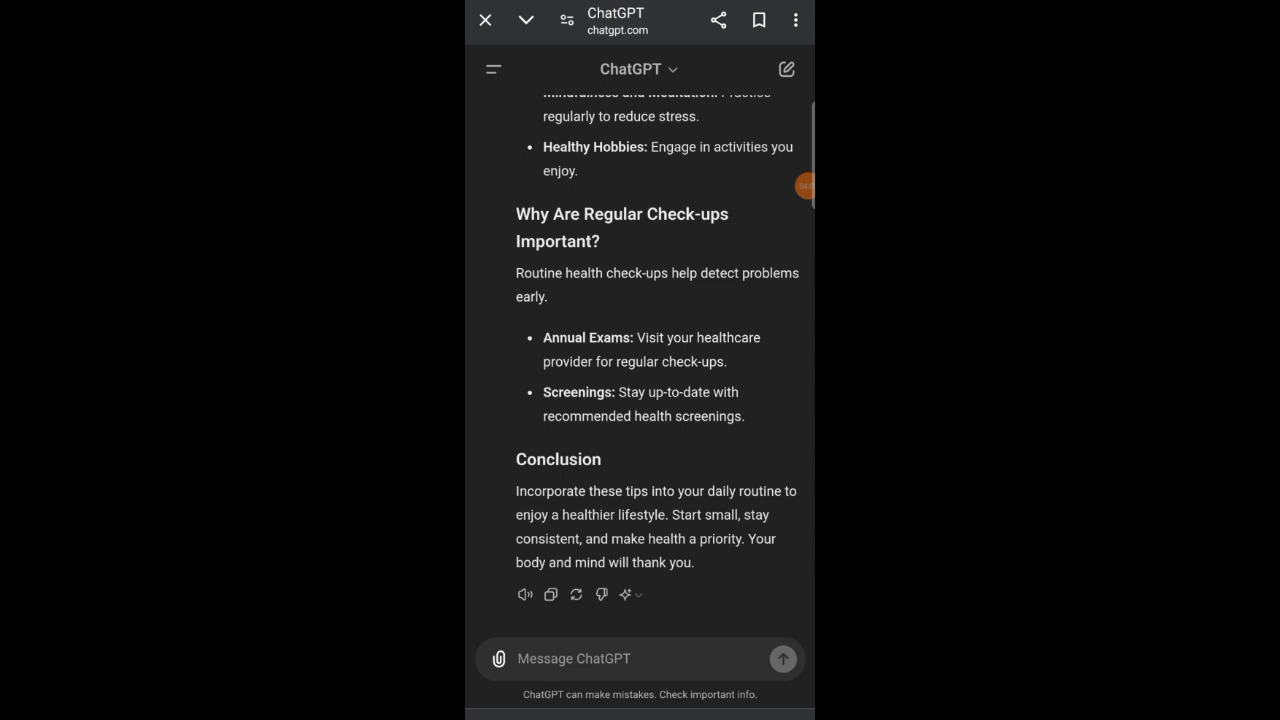 ChatGPT
chatgpt.com
ChatGPT
Mindfulness and Meditation: Practice
regularly to reduce stress.
• Healthy Hobbies: Engage in activities you
enjoy.
Why Are Regular Check-ups
Important?
Routine health check-ups help detect problems
early.
• Annual Exams: Visit your healthcare
provider for regular check-ups.
• Screenings: Stay up-to-date with
recommended health screenings.
Conclusion
Incorporate these tips into your daily routine to
enjoy a healthier lifestyle. Start small, stay
consistent, and make health a priority. Your
body and mind will thank you.
Message ChatGPT
ChatGPT can make mistakes. Check important info.